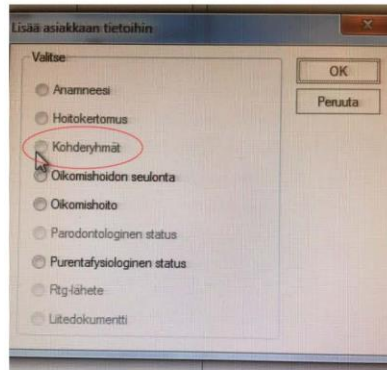 Lisää asiakkaan tietoihin
Valitse
OK
Peruuta
Anamneesi
Hoitokertomus
Kohderyhmät
Oikomishoidon seulonta
Oikomishoito
Parodontologinen status
Purentafysiologinen status
Rtg-lähete
Liitedokumentti